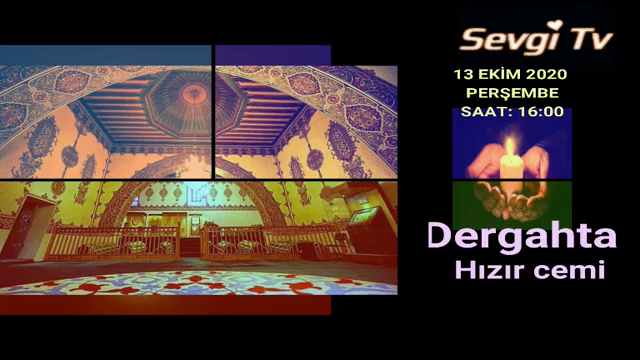 Sevgi Tv
13 EKİM 2020
PERŞEMBE
SAAT: 16:00
Dergahta
Hızır cemi